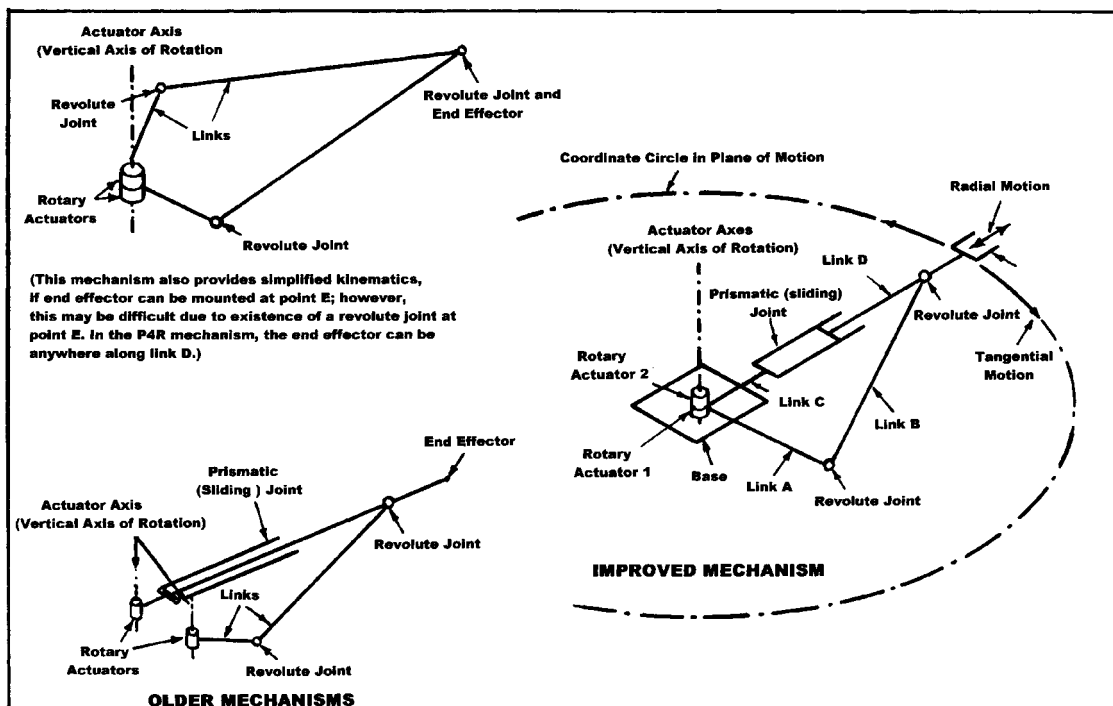 Actuator Axis
(Vertical Axis of Rotation
Revolute
Joint
Links
Revolute Joint and
End Effector
Rotary
Actuators
Revolute Joint
(This mechanism also provides simplified kinematics,
if end effector can be mounted at point E; however,
this may be difficult due to existence of a revolute joint at
point E. In the P4R mechanism, the end effector can be
anywhere along link D.)
End Effector
Prismatic
(Sliding ) Joint
Actuator Axis
(Vertical Axis of Rotation)
Revolute Joint
Links
Rotary
Actuators
Revolute Joint
OLDER MECHANISMS
Coordinate Circle in Plane of Motion
Radial Motion
Actuator Axes
(Vertical Axis of Rotation)
Link D
Prismatic (sliding)
Joint
Revolute Joint
Tangential
Motion
Rotary
Actuator 2
Link C
Link B
Rotary
Actuator 1
Base
Link A
Revolute Joint
IMPROVED MECHANISM